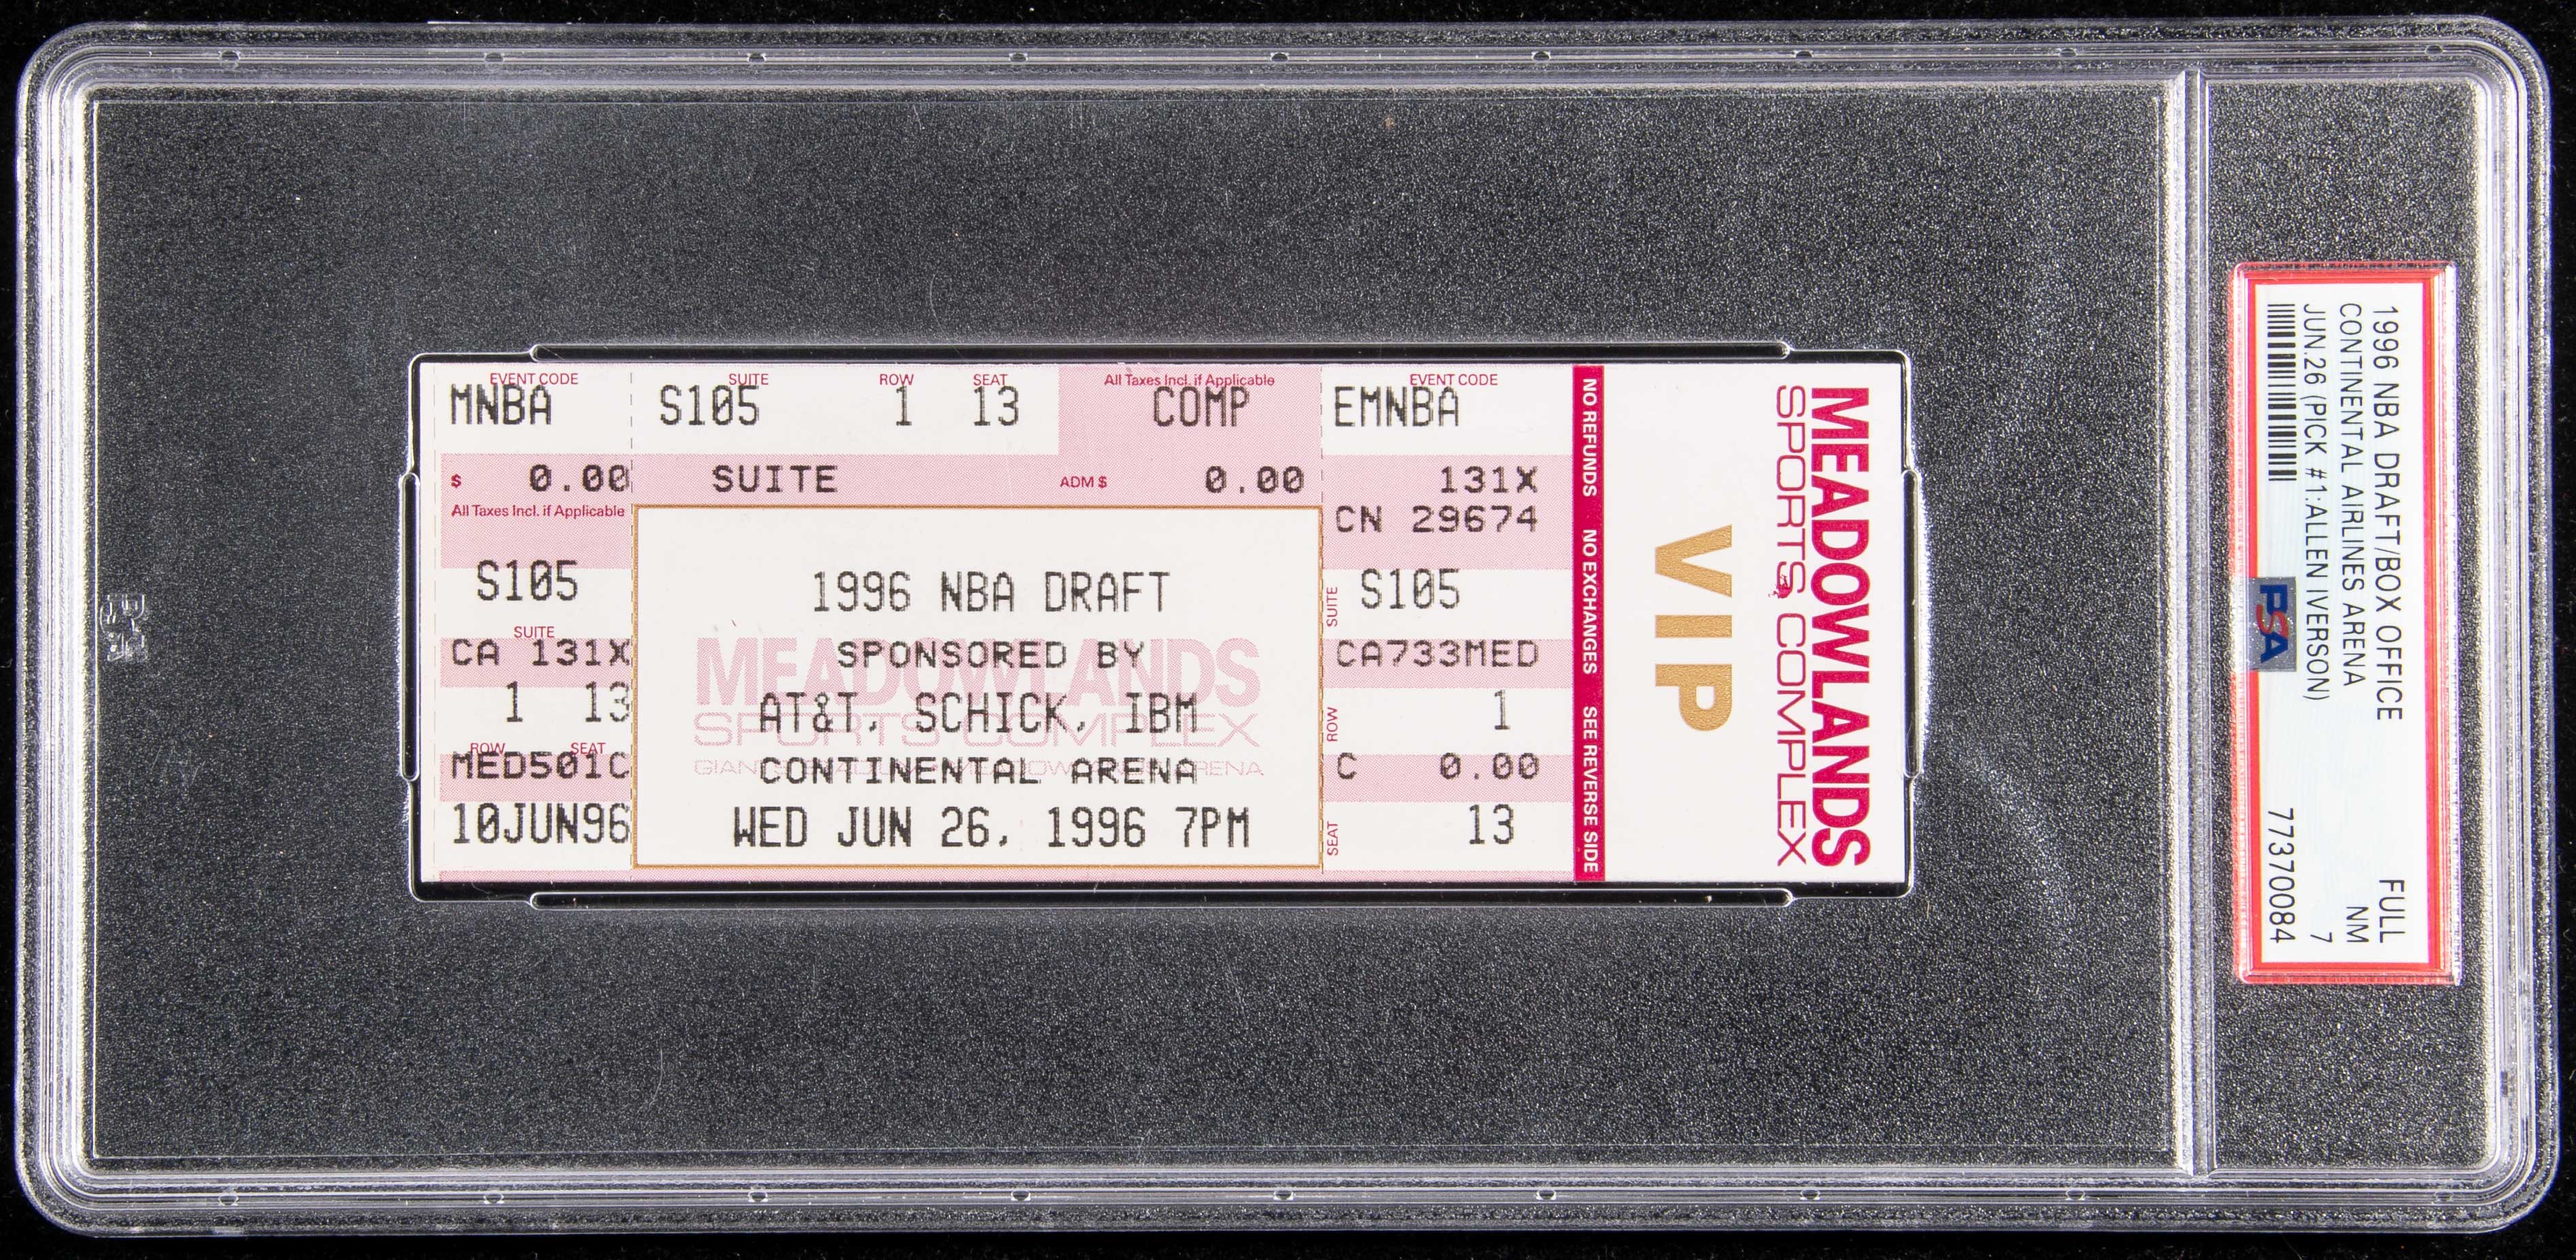 EVENT CODE
MNBA
$ 0.00
All Taxes Incl. if Applicable
S105
SUITE
CA 131X
1 13
ROW SEAT
MED501C
10JUN96
SUITE ROW SEAT All Taxes Incl. if Applicable
S105 1 13 COMP
SUITE ADM $ 0.00
1996 NBA DRAFT
SPONSORED BY
AT&T, SCHICK, IBM
CONTINENTAL ARENA
WED JUN 26, 1996 7PM
MEADOWLANDS
SPORTS COMPLEX
EVENT CODE
EMNBA
131X
CN 29674
SUITE S105
CA733MED
ROW 1
C 0.00
SEAT 13
NO REFUNDS NO EXCHANGES SEE REVERSE SIDE
MEADOWLANDS
SPORTS COMPLEX
VIP
1996 NBA DRAFT/BOX OFFICE FULL
CONTINENTAL AIRLINES ARENA NM
JUN.26 (PICK #1:ALLEN IVERSON) 7
77370084
PSA